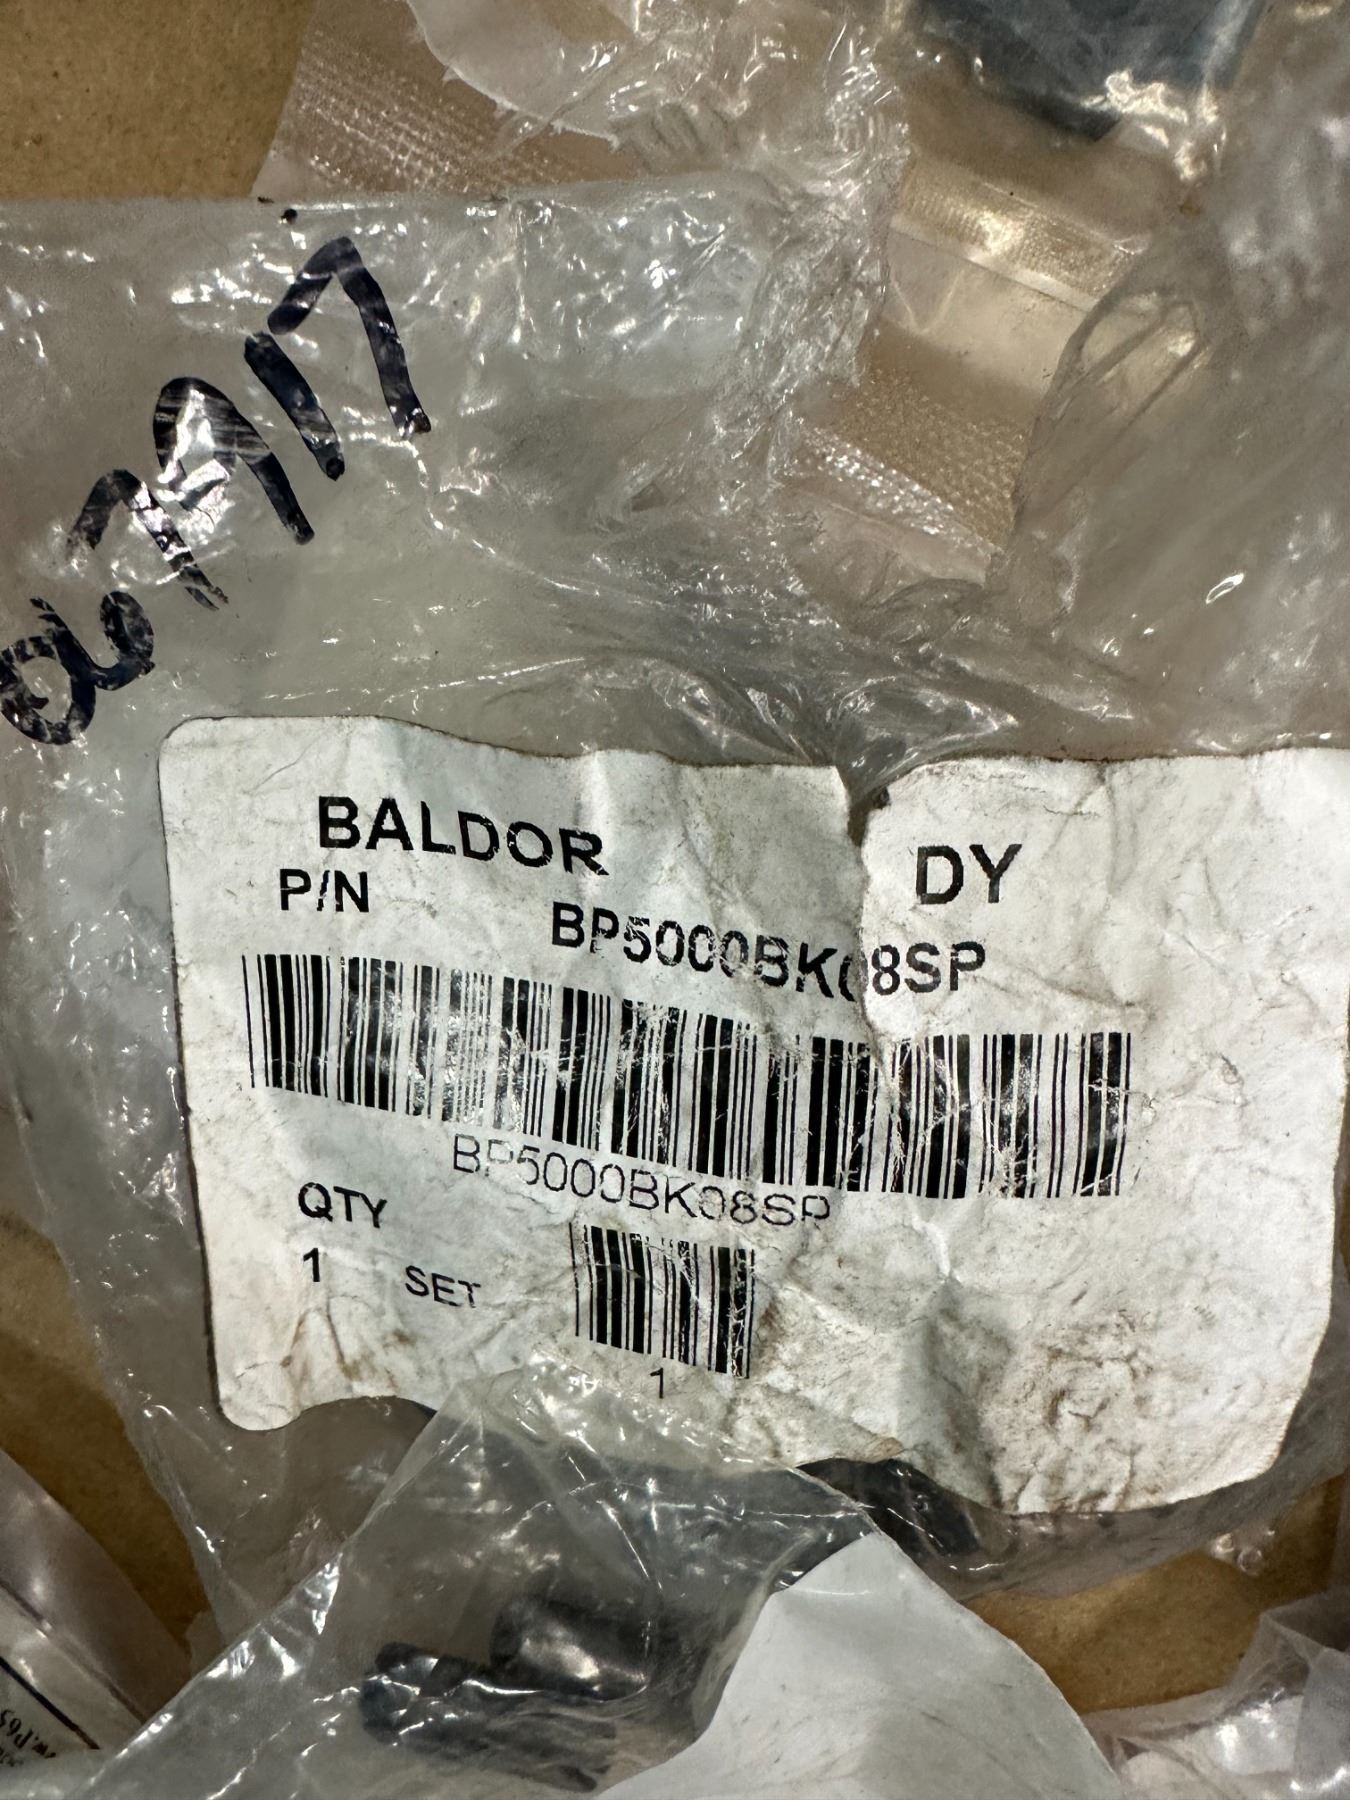 BALDOR DY
P/N BP5000BK08SP
BP5000BK08SP
QTY
1 SET
1